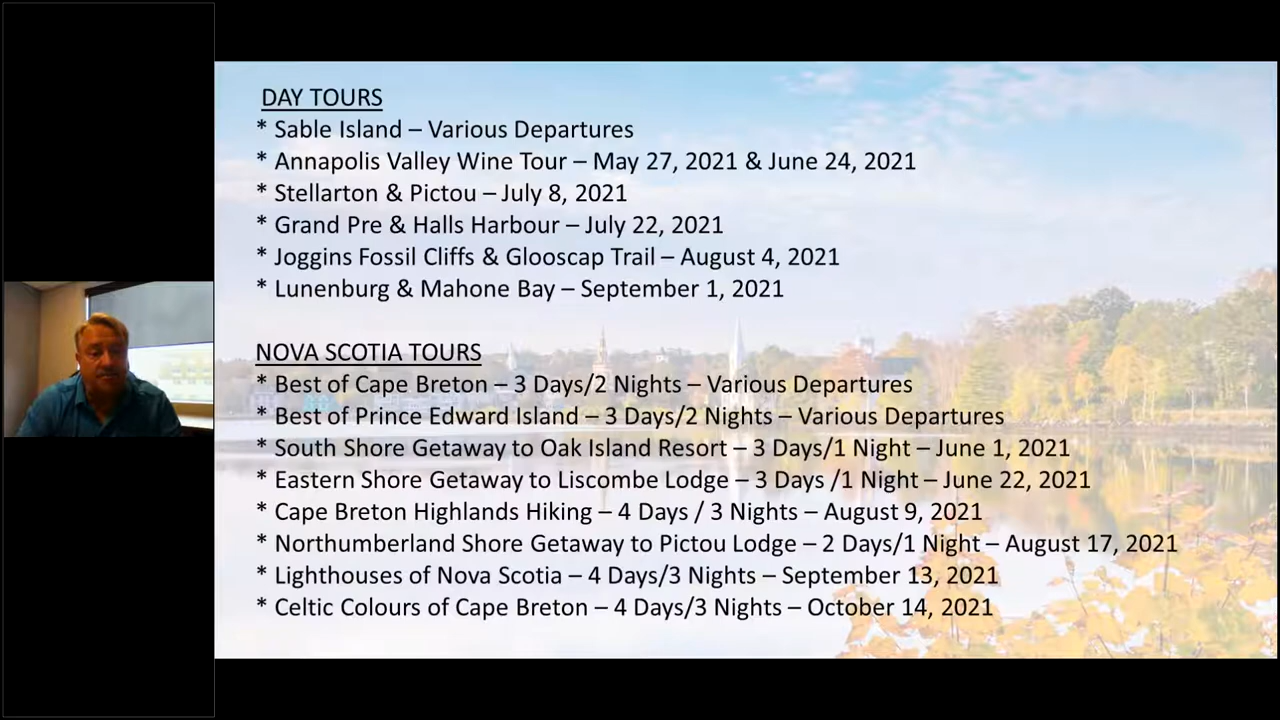 DAY TOURS
* Sable Island – Various Departures
* Annapolis Valley Wine Tour – May 27, 2021 & June 24, 2021
* Stellarton & Pictou – July 8, 2021
* Grand Pre & Halls Harbour – July 22, 2021
* Joggins Fossil Cliffs & Glooscap Trail – August 4, 2021
* Lunenburg & Mahone Bay – September 1, 2021
NOVA SCOTIA TOURS
* Best of Cape Breton – 3 Days/2 Nights – Various Departures
* Best of Prince Edward Island – 3 Days/2 Nights – Various Departures
* South Shore Getaway to Oak Island Resort – 3 Days/1 Night – June 1, 2021
* Eastern Shore Getaway to Liscombe Lodge – 3 Days /1 Night – June 22, 2021
* Cape Breton Highlands Hiking – 4 Days / 3 Nights – August 9, 2021
* Northumberland Shore Getaway to Pictou Lodge – 2 Days/1 Night – August 17, 2021
* Lighthouses of Nova Scotia – 4 Days/3 Nights – September 13, 2021
* Celtic Colours of Cape Breton – 4 Days/3 Nights – October 14, 2021